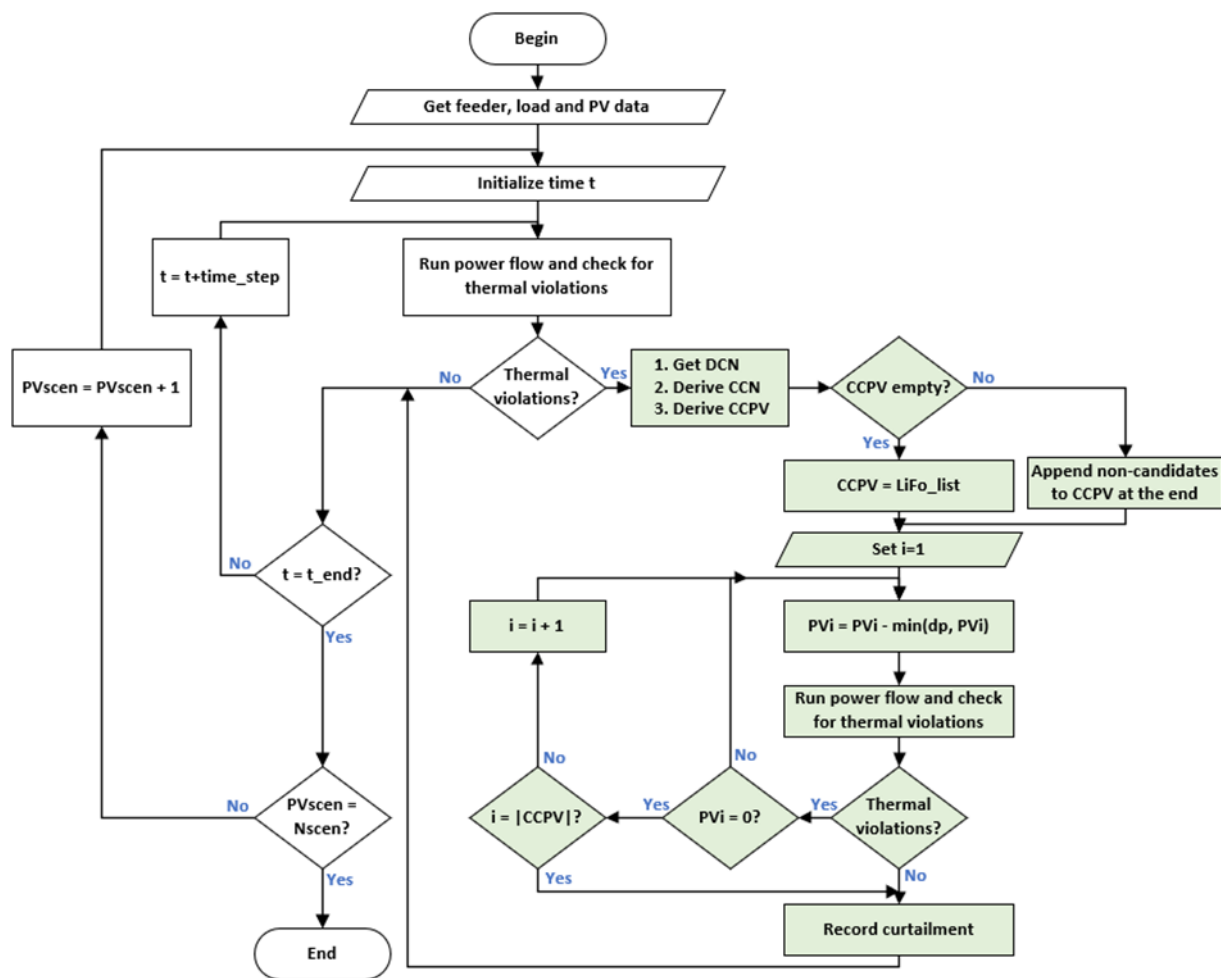 Begin
Get feeder, load and PV data
Initialize time t
t = t+time_step
Run power flow and check for
thermal violations
PVscen = PVscen + 1
No
Thermal
violations?
Yes
1. Get DCN
2. Derive CCN
3. Derive CCPV
CCPV empty?
No
Yes
CCPV = LiFo_list
Append non-candidates
to CCPV at the end
Set i=1
No
t = t_end?
Yes
i = i + 1
PVi = PVi - min(dp, PVi)
Run power flow and check
for thermal violations
No
No
No
PVscen =
Nscen?
Yes
i = |CCPV|?
Yes
PVi = 0?
Yes
Thermal
violations?
Yes
No
Record curtailment
End